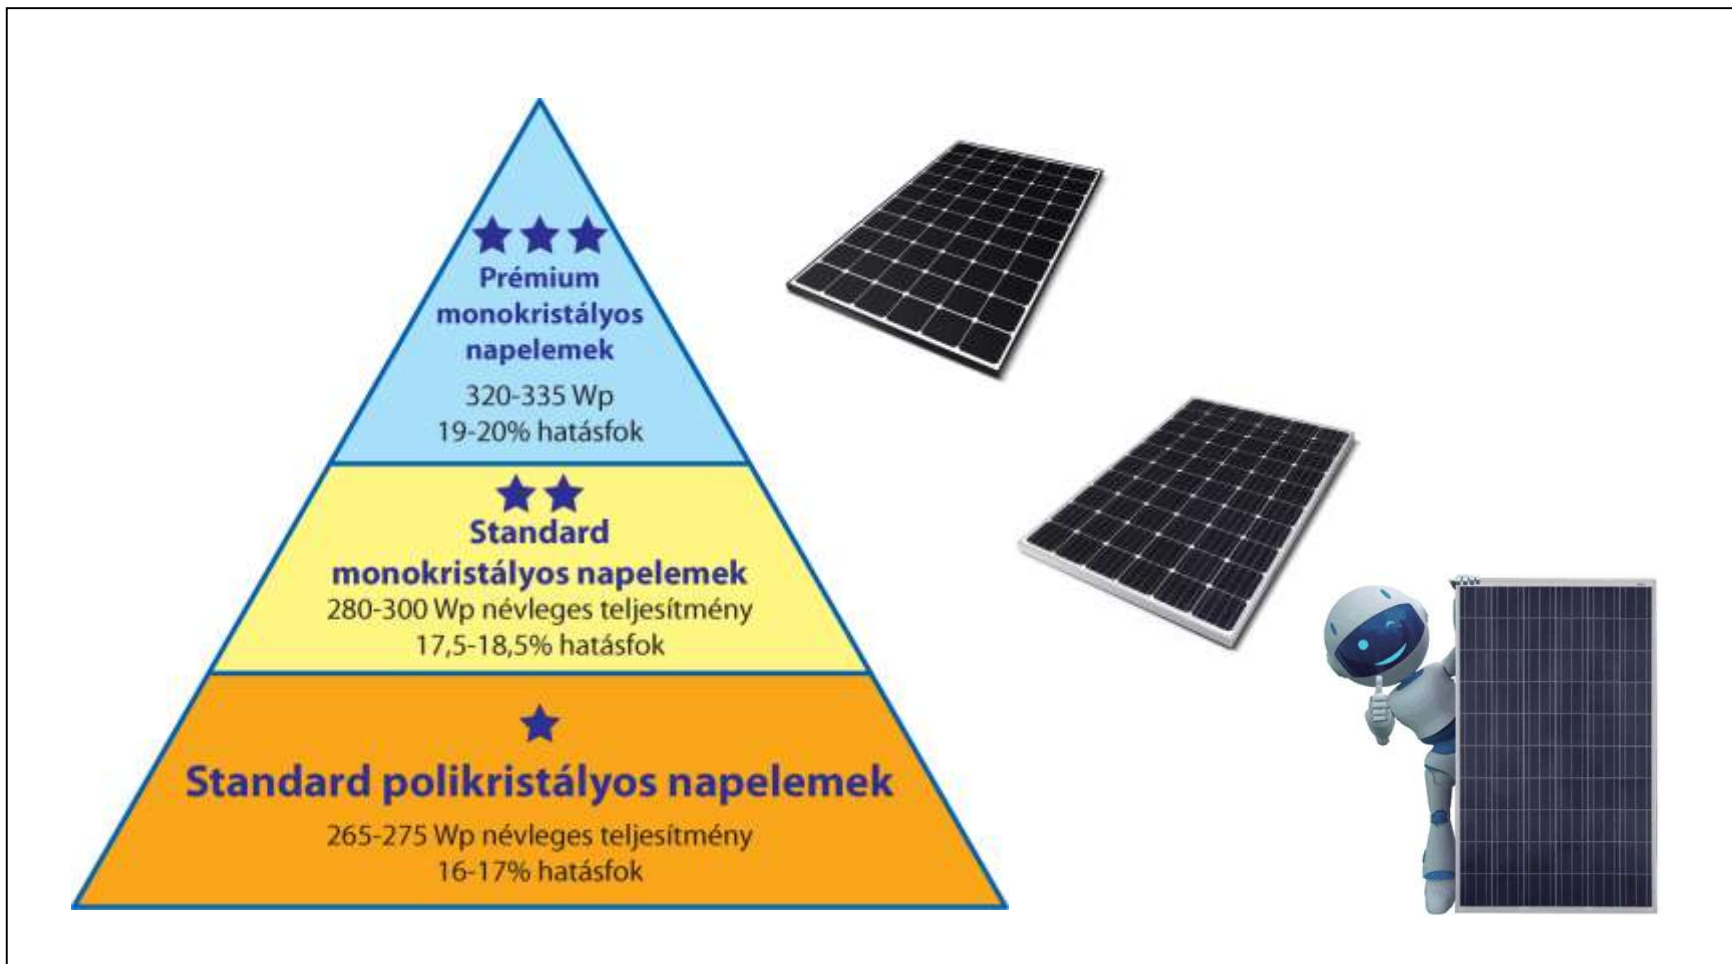 Prémium
monokristályos
napelemek
320-335 Wp
19-20% hatásfok
Standard
monokristályos napelemek
280-300 Wp névleges teljesítmény
17,5-18,5% hatásfok
Standard polikristályos napelemek
265-275 Wp névleges teljesítmény
16-17% hatásfok